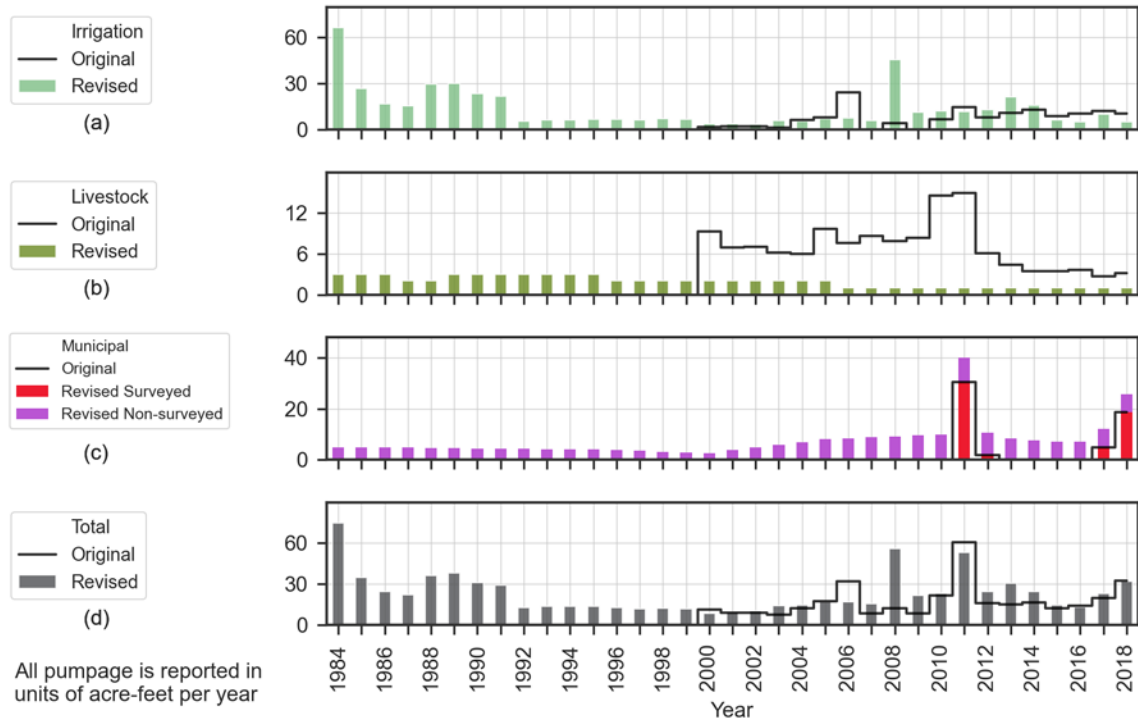 Irrigation
Original
Revised
(a)
60
30
0
Livestock
Original
Revised
(b)
12
6
0
Municipal
Original
Revised Surveyed
Revised Non-surveyed
(c)
40
20
0
Total
Original
Revised
(d)
60
30
0
1984
1986
1988
1990
1992
1994
1996
1998
2000
2002
2004
2006
2008
2010
2012
2014
2016
2018
Year
All pumpage is reported in
units of acre-feet per year